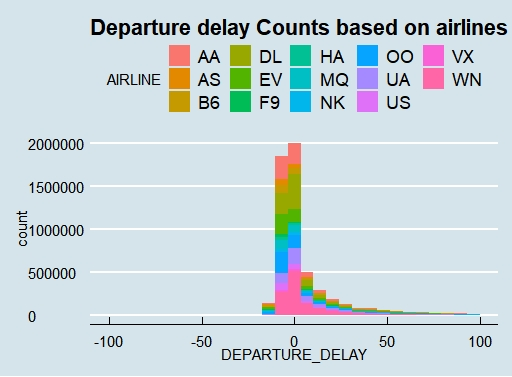 Departure delay Counts based on airlines
AA DL HA OO VX
AIRLINE AS EV MQ UA WN
B6 F9 NK US
2000000
1500000
1000000
500000
0
count
-100 -50 0 50 100
DEPARTURE_DELAY